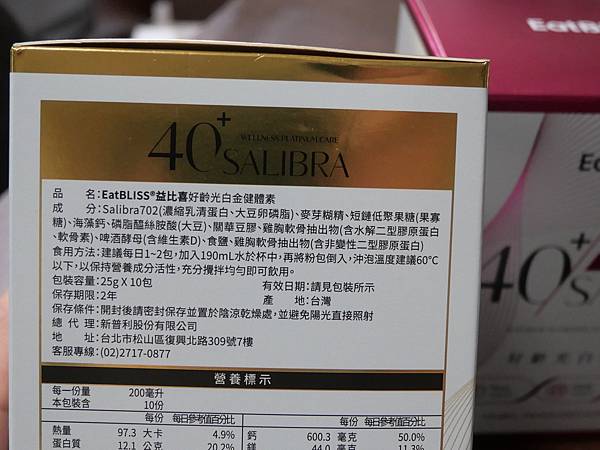 EatB
40+
WELLNESS PLATINUM CARE
SALIBRA
品　名:EatBLISS®益比喜好齡光白金健體素
成　分:Salibra702(濃縮乳清蛋白、大豆卵磷脂)、麥芽糊精、短鏈低聚果糖(果寡
糖)、海藻鈣、磷脂醯絲胺酸(大豆)、關華豆膠、雞胸軟骨抽出物(含水解二型膠原蛋白
、軟骨素)、啤酒酵母(含維生素D)、食鹽、雞胸軟骨抽出物(含非變性二型膠原蛋白)
食用方法:建議每日1~2包,加入190mL水於杯中,再將粉包倒入,沖泡溫度建議60°C
以下,以保持營養成分活性,充分攪拌均勻即可飲用。
包裝容量:25g X 10包　有效日期:請見包裝所示
保存期限:2年　產　地:台灣
保存條件:開封後請密封保存並置於陰涼乾燥處,並避免陽光直接照射
總 代 理:新普利股份有限公司
地　址:台北市松山區復興北路309號7樓
客服專線:(02)2717-0877
營養標示
每一份量 200毫升
本包裝含 10份
每份 每日參考值百分比 每份 每日參考值百分比
熱量 97.3 大卡 4.9% 鈣 600.3 毫克 50.0%
蛋白質 12.1 公克 20.2% 鎂 44.0 毫克 11.3%
40